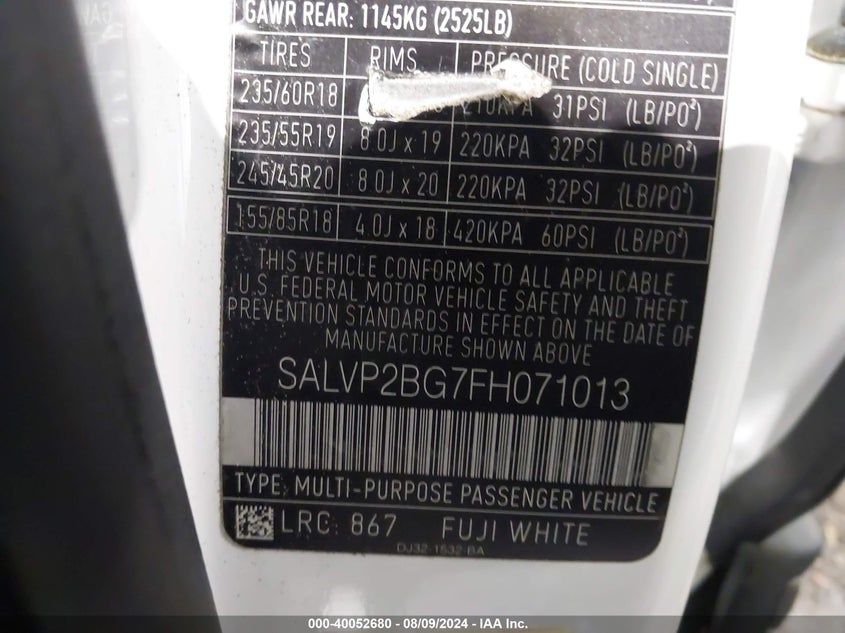 GAWR REAR: 1145KG (2525LB)
TIRES RIMS PRESSURE (COLD SINGLE)
235/60R18 210KPA 31PSI (LB/PO²)
235/55R19 8.0J x 19 220KPA 32PSI (LB/PO²)
245/45R20 8.0J x 20 220KPA 32PSI (LB/PO²)
155/85R18 4.0J x 18 420KPA 60PSI (LB/PO²)
THIS VEHICLE CONFORMS TO ALL APPLICABLE
U.S. FEDERAL MOTOR VEHICLE SAFETY AND THEFT
PREVENTION STANDARDS IN EFFECT ON THE DATE OF
MANUFACTURE SHOWN ABOVE
SALVP2BG7FH071013
TYPE: MULTI-PURPOSE PASSENGER VEHICLE
LRC: 867 FUJI WHITE
DJ32-1532-BA
000-40052680 - 08/09/2024 - © IAA, Inc.